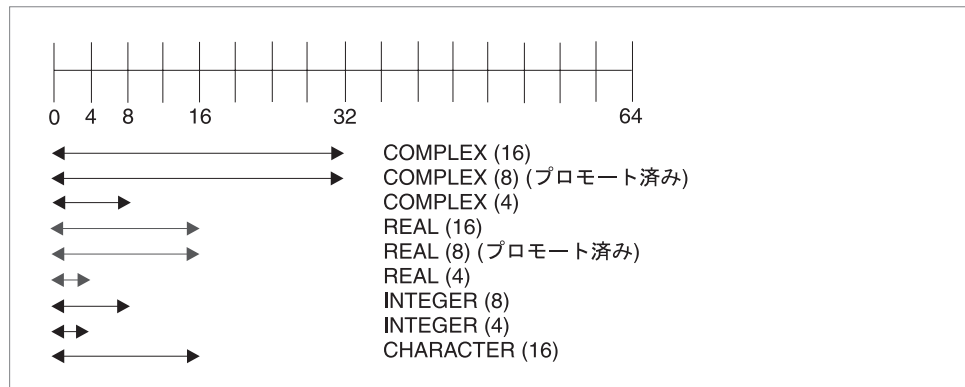 0 4 8 16 32 64
COMPLEX (16)
COMPLEX (8) (プロモート済み)
COMPLEX (4)
REAL (16)
REAL (8) (プロモート済み)
REAL (4)
INTEGER (8)
INTEGER (4)
CHARACTER (16)